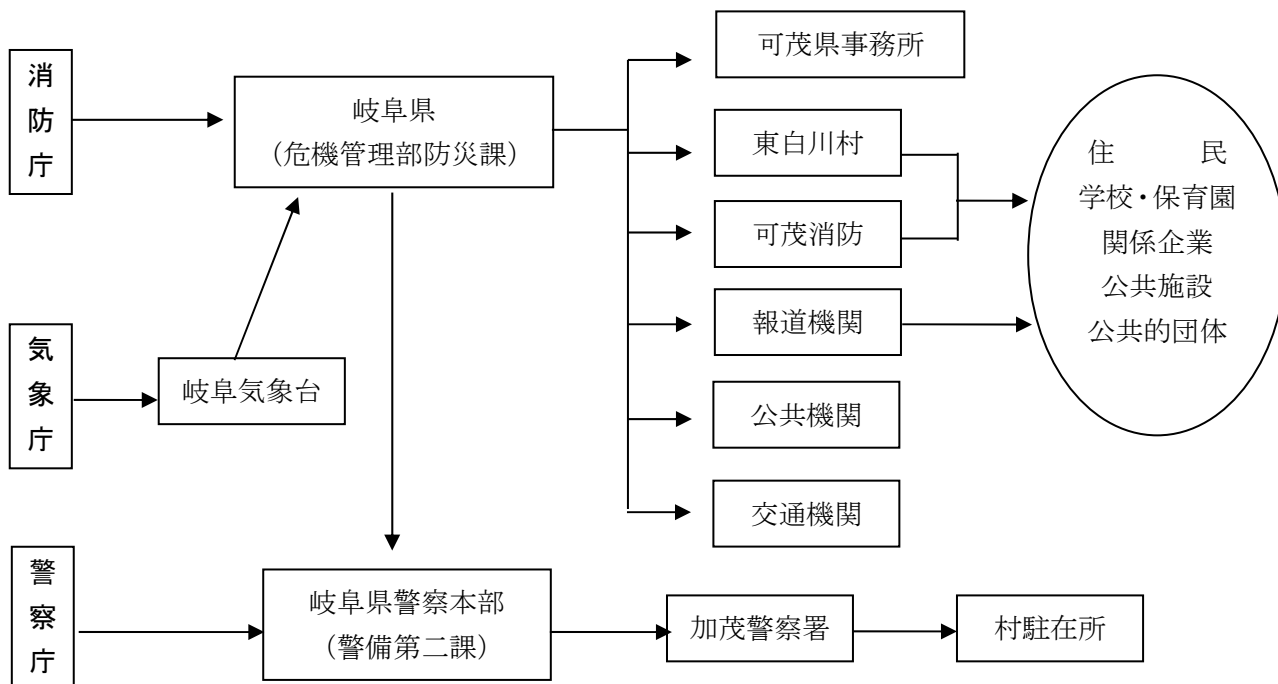 消防庁
岐阜県
（危機管理部防災課）
可茂県事務所
東白川村
可茂消防
報道機関
公共機関
交通機関
住　　民
学校・保育園
関係企業
公共施設
公共的団体
気象庁
岐阜気象台
警察庁
岐阜県警察本部
（警備第二課）
加茂警察署
村駐在所